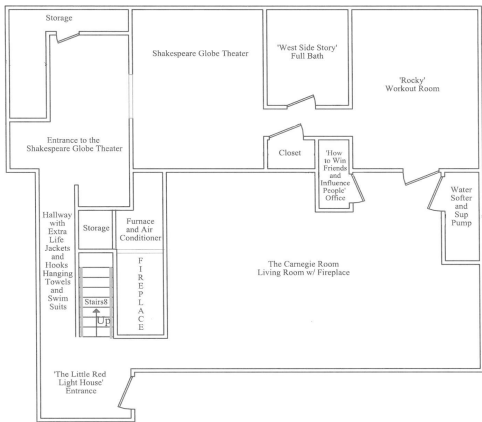 Storage
Shakespeare Globe Theater
'West Side Story'
Full Bath
'Rocky'
Workout Room
Entrance to the
Shakespeare Globe Theater
Closet
'How
to Win
Friends
and
Influence
People'
Office
Water
Softer
and
Sup
Pump
Hallway
with
Extra
Life
Jackets
and
Hooks
Hanging
Towels
and
Swim
Suits
Storage
Furnace
and Air
Conditioner
FIREPLACE
Stairs8
Up
The Carnegie Room
Living Room w/ Fireplace
'The Little Red
Light House'
Entrance